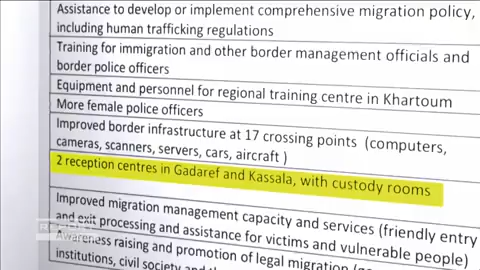 Assistance to develop or implement comprehensive migration policy,
including human trafficking regulations
Training for immigration and other border management officials and
border police officers
Equipment and personnel for regional training centre in Khartoum
More female police officers
Improved border infrastructure at 17 crossing points (computers,
cameras, scanners, servers, cars, aircraft )
2 reception centres in Gadaref and Kassala, with custody rooms
Improved migration management capacity and services (friendly entry
and exit processing and assistance for victims and vulnerable people)
Awareness raising and promotion of legal migration
institutions, civil society and